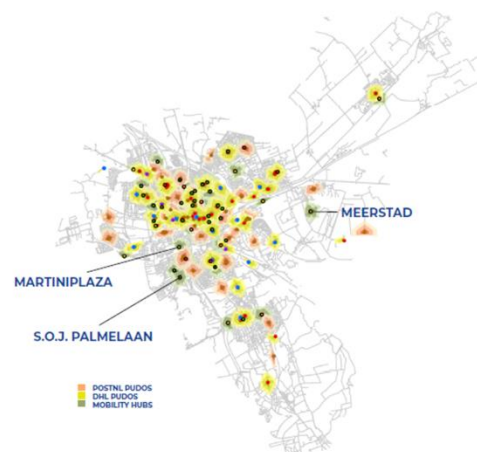 MEERSTAD
MARTINIPLAZA
S.O.J. PALMELAAN
POSTNL PUDOS
DHL PUDOS
MOBILITY HUBS